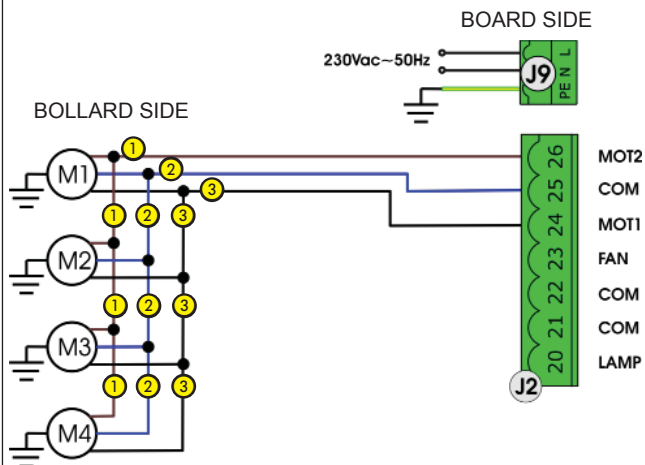 BOARD SIDE
230Vac~50Hz
J9
PE N L
BOLLARD SIDE
1
2
3
M1
26 MOT2
25 COM
24 MOT1
1 2 3
23 FAN
M2
22 COM
1 2 3
21 COM
M3
20 LAMP
1 2 3
J2
M4